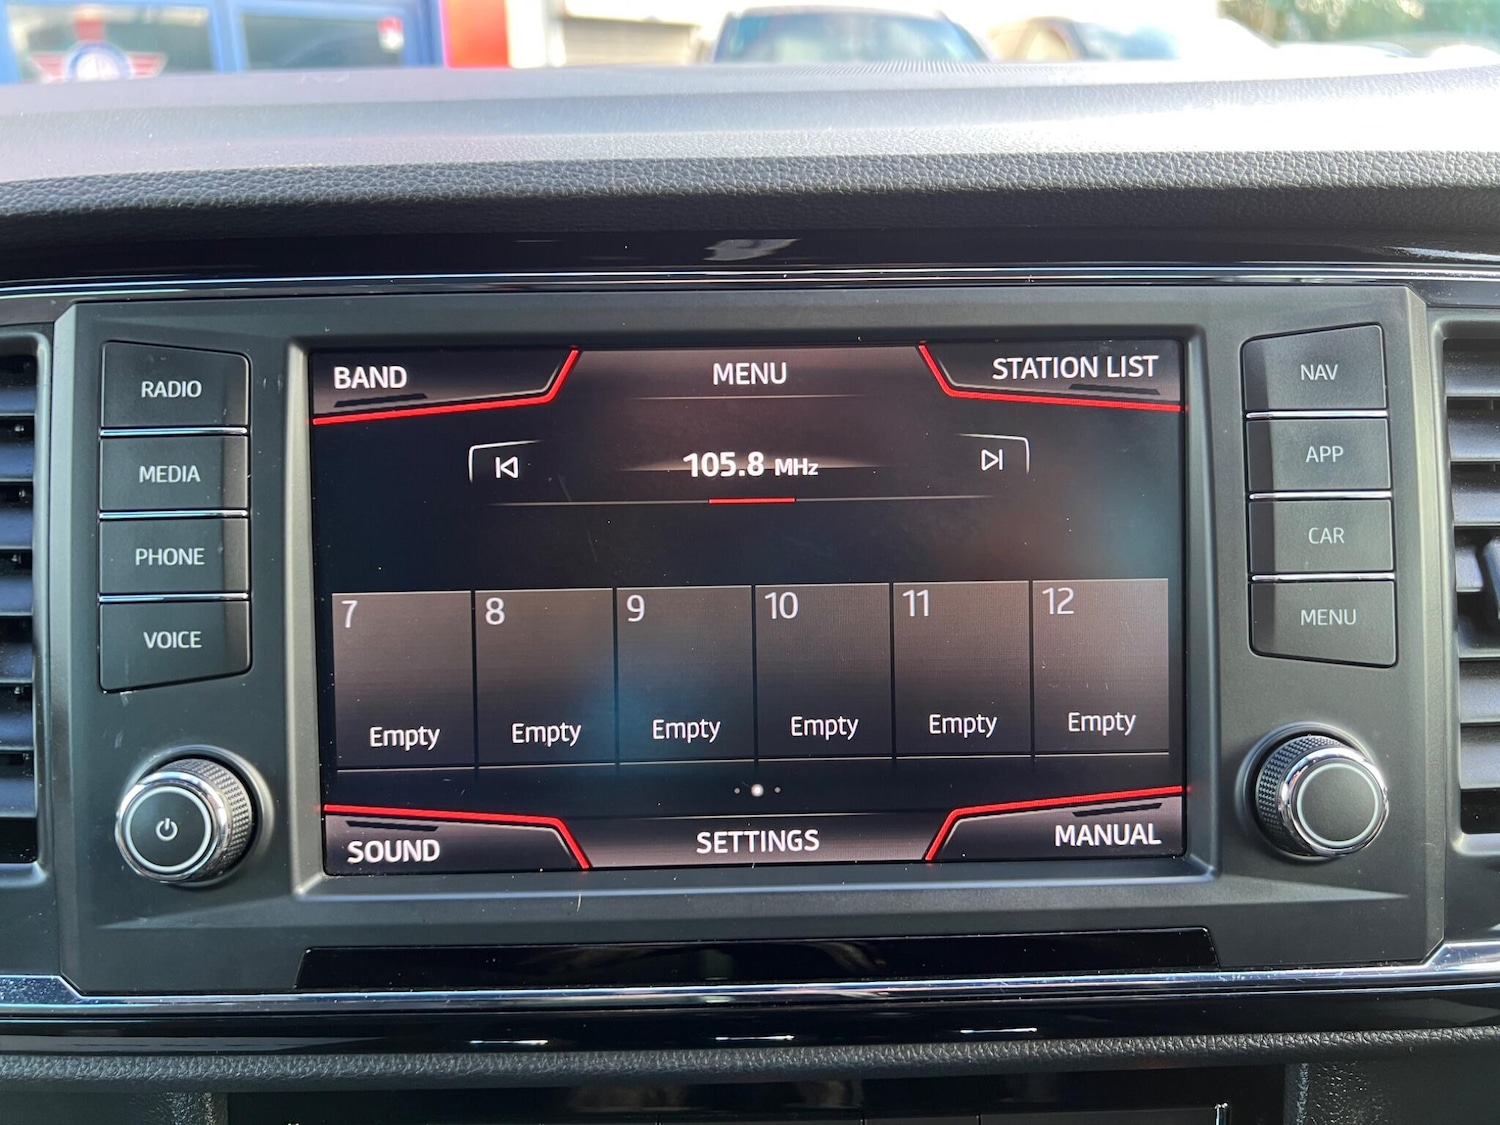 BAND
MENU
STATION LIST
105.8 MHz
7
8
9
10
11
12
Empty
Empty
Empty
Empty
Empty
Empty
SOUND
SETTINGS
MANUAL
RADIO
MEDIA
PHONE
VOICE
NAV
APP
CAR
MENU